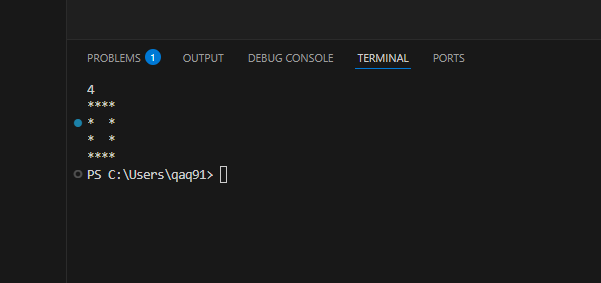 PROBLEMS 1 OUTPUT DEBUG CONSOLE TERMINAL PORTS
4
****
*  *
*  *
****
PS C:\Users\qaq91>